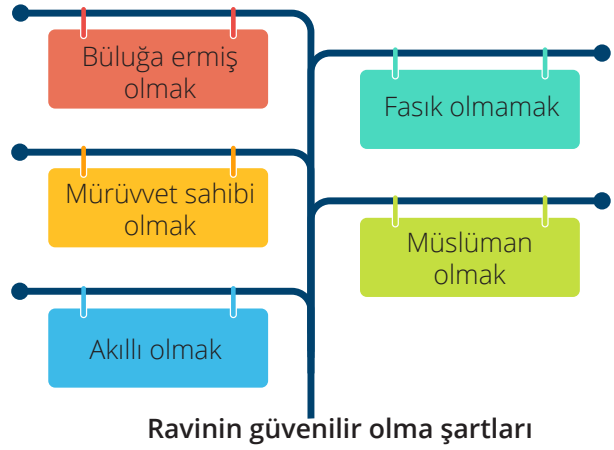 Büluğa ermiş
olmak
Fasık olmamak
Mürüvvet sahibi
olmak
Müslüman
olmak
Akıllı olmak
Ravinin güvenilir olma şartları